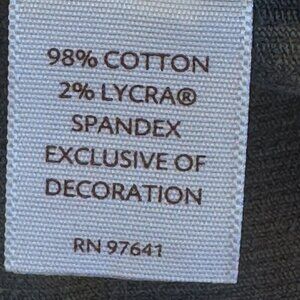 98% COTTON
2% LYCRA®
SPANDEX
EXCLUSIVE OF
DECORATION
RN 97641